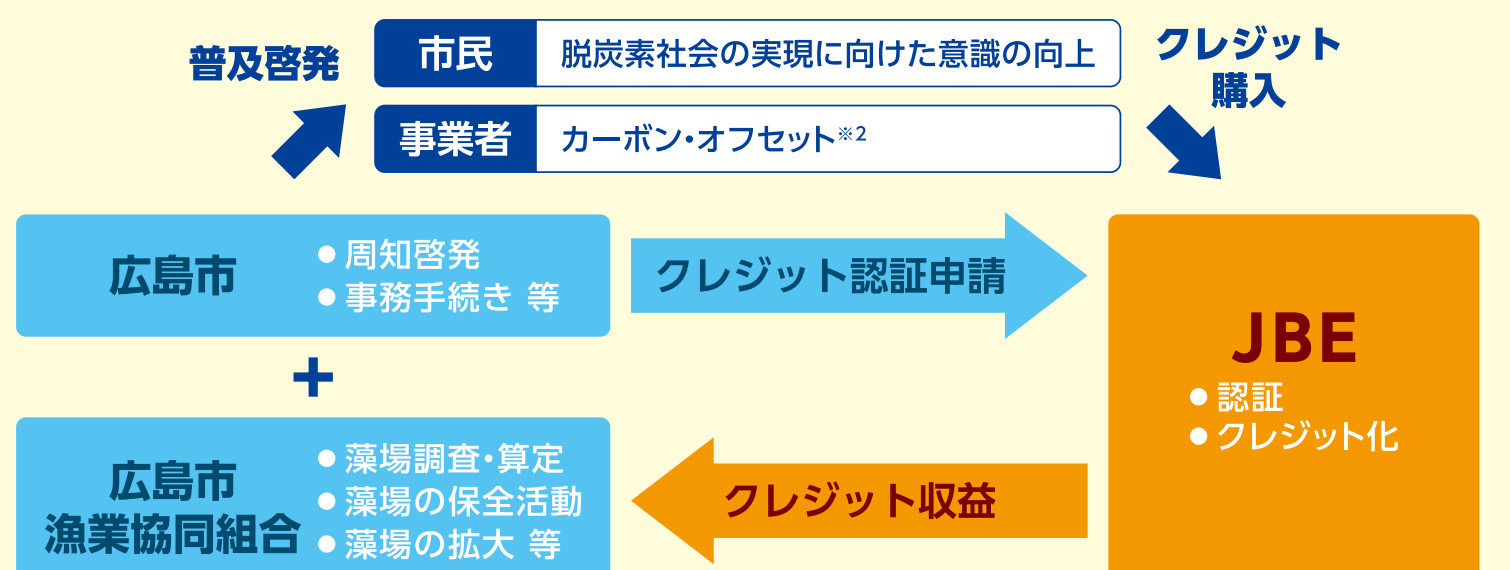 普及啓発
市民
脱炭素社会の実現に向けた意識の向上
クレジット
購入
事業者
カーボン・オフセット※2
広島市
● 周知啓発
● 事務手続き 等
クレジット認証申請
JBE
● 認証
● クレジット化
+
広島市
漁業協同組合
● 藻場調査・算定
● 藻場の保全活動
● 藻場の拡大 等
クレジット収益